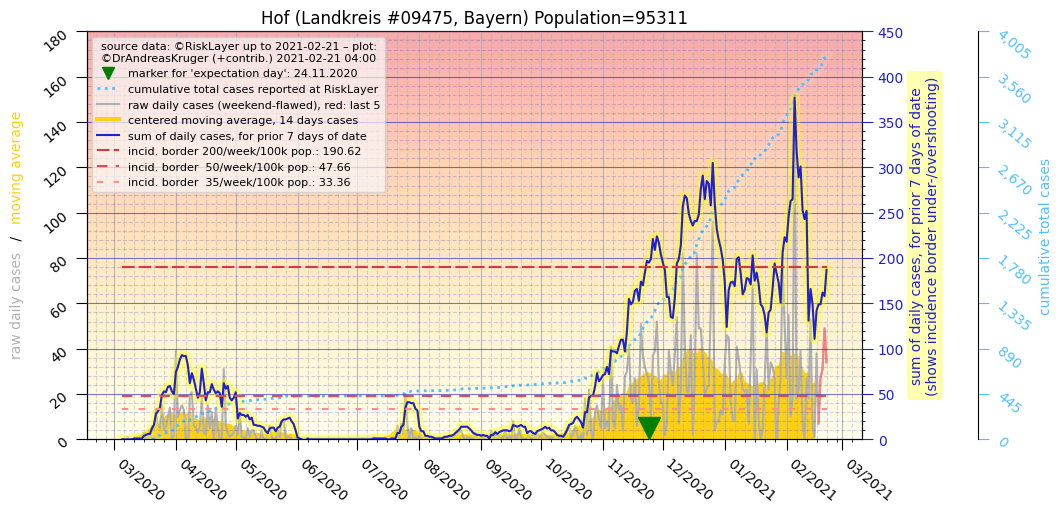 Hof (Landkreis #09475, Bayern) Population=95311
source data: ©RiskLayer up to 2021-02-21 – plot:
©DrAndreasKruger (+contrib.) 2021-02-21 04:00
marker for 'expectation day': 24.11.2020
cumulative total cases reported at RiskLayer
raw daily cases (weekend-flawed), red: last 5
centered moving average, 14 days cases
sum of daily cases, for prior 7 days of date
incid. border 200/week/100k pop.: 190.62
incid. border  50/week/100k pop.: 47.66
incid. border  35/week/100k pop.: 33.36
raw daily cases / moving average
180
160
140
120
100
80
60
40
20
0
03/2020
04/2020
05/2020
06/2020
07/2020
08/2020
09/2020
10/2020
11/2020
12/2020
01/2021
02/2021
03/2021
450
400
350
300
250
200
150
100
50
0
sum of daily cases, for prior 7 days of date
(shows incidence border under-/overshooting)
4,005
3,560
3,115
2,670
2,225
1,780
1,335
890
445
0
cumulative total cases